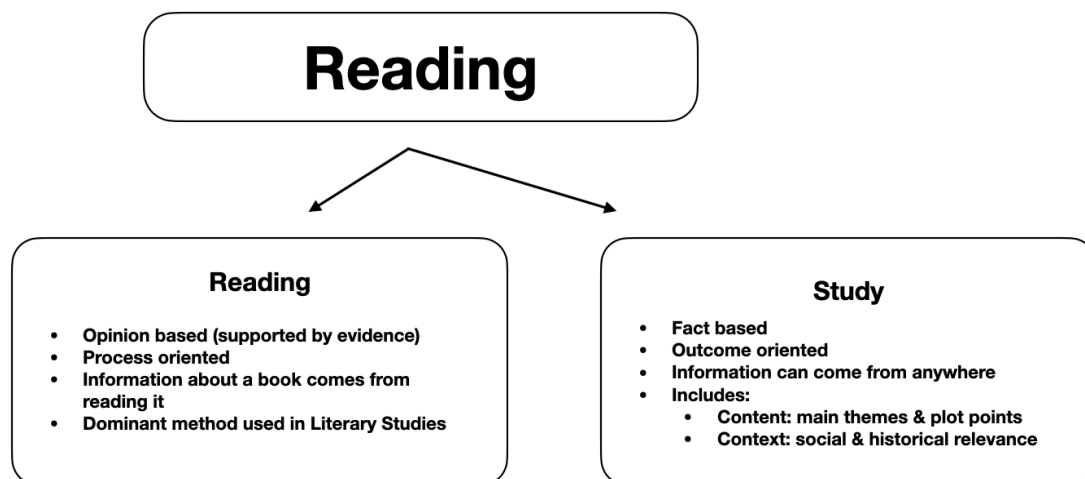 Reading
Reading
• Opinion based (supported by evidence)
• Process oriented
• Information about a book comes from
reading it
• Dominant method used in Literary Studies
Study
• Fact based
• Outcome oriented
• Information can come from anywhere
• Includes:
• Content: main themes & plot points
• Context: social & historical relevance